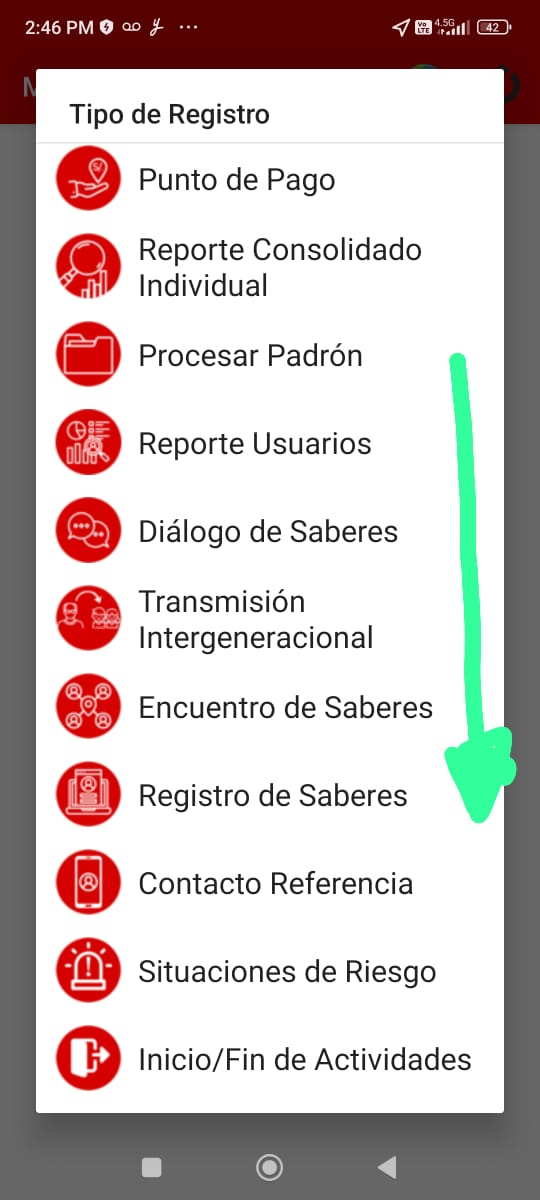 2:46 PM
4.5G
Vo
LTE
42
M
Tipo de Registro
S/
Punto de Pago
Reporte Consolidado
Individual
Procesar Padrón
Reporte Usuarios
Diálogo de Saberes
Transmisión
Intergeneracional
Encuentro de Saberes
Registro de Saberes
Contacto Referencia
Situaciones de Riesgo
Inicio/Fin de Actividades